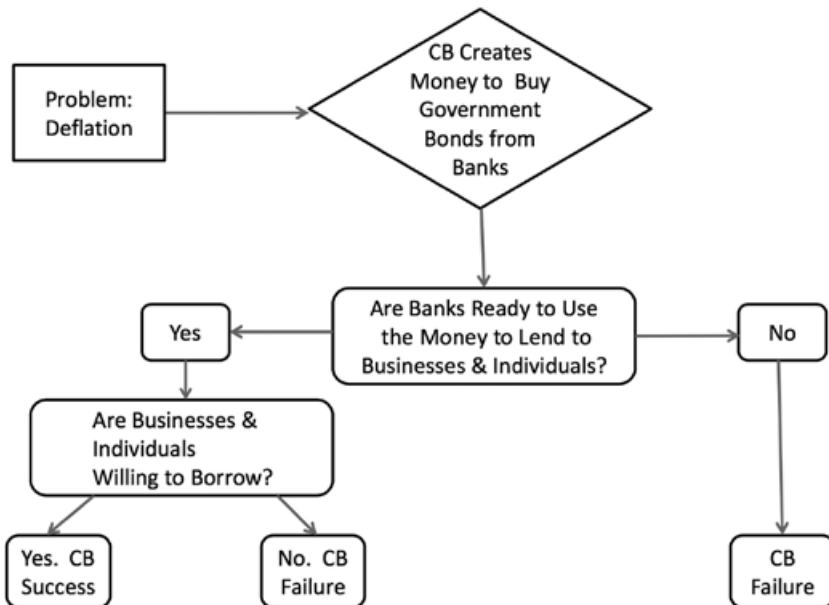 CB Creates
Money to Buy
Government
Bonds from
Banks
Problem:
Deflation
Are Banks Ready to Use
the Money to Lend to
Businesses & Individuals?
Yes
No
Are Businesses &
Individuals
Willing to Borrow?
Yes. CB
Success
No. CB
Failure
CB
Failure